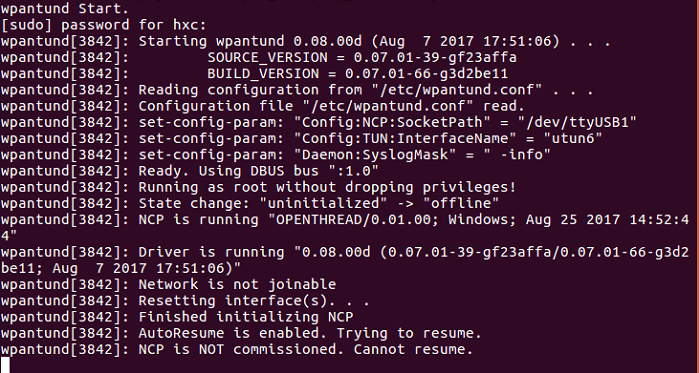 wpantund Start.
[sudo] password for hxc:
wpantund[3842]: Starting wpantund 0.08.00d (Aug  7 2017 17:51:06) . . .
wpantund[3842]:         SOURCE_VERSION = 0.07.01-39-gf23affa
wpantund[3842]:         BUILD_VERSION = 0.07.01-66-g3d2be11
wpantund[3842]: Reading configuration from "/etc/wpantund.conf" . . .
wpantund[3842]: Configuration file "/etc/wpantund.conf" read.
wpantund[3842]: set-config-param: "Config:NCP:SocketPath" = "/dev/ttyUSB1"
wpantund[3842]: set-config-param: "Config:TUN:InterfaceName" = "utun6"
wpantund[3842]: set-config-param: "Daemon:SyslogMask" = " -info"
wpantund[3842]: Ready. Using DBUS bus ":1.0"
wpantund[3842]: Running as root without dropping privileges!
wpantund[3842]: State change: "uninitialized" -> "offline"
wpantund[3842]: NCP is running "OPENTHREAD/0.01.00; Windows; Aug 25 2017 14:52:4
4"
wpantund[3842]: Driver is running "0.08.00d (0.07.01-39-gf23affa/0.07.01-66-g3d2
be11; Aug  7 2017 17:51:06)"
wpantund[3842]: Network is not joinable
wpantund[3842]: Resetting interface(s). . .
wpantund[3842]: Finished initializing NCP
wpantund[3842]: AutoResume is enabled. Trying to resume.
wpantund[3842]: NCP is NOT commissioned. Cannot resume.